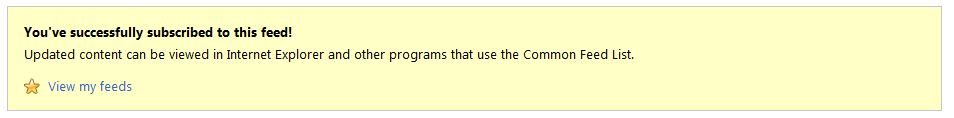 You've successfully subscribed to this feed!
Updated content can be viewed in Internet Explorer and other programs that use the Common Feed List.
View my feeds